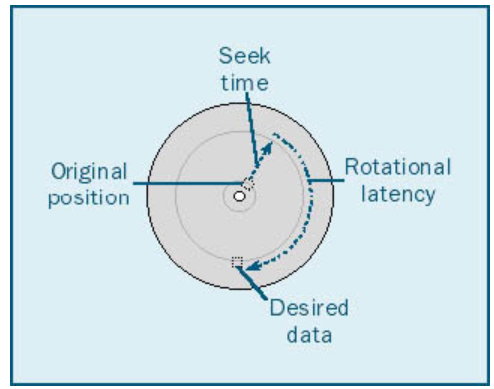 Seek
time
Original
position
Rotational
latency
Desired
data